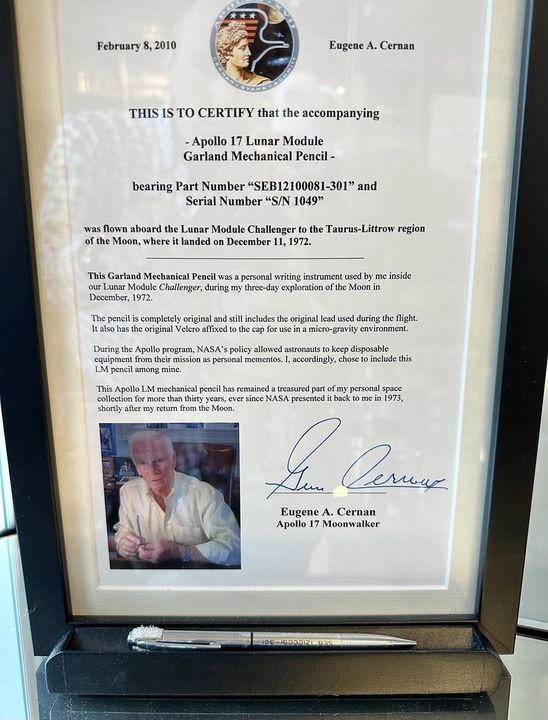 February 8, 2010
Eugene A. Cernan
THIS IS TO CERTIFY that the accompanying
- Apollo 17 Lunar Module
Garland Mechanical Pencil -
bearing Part Number “SEB12100081-301” and
Serial Number “S/N 1049”
was flown aboard the Lunar Module Challenger to the Taurus-Littrow region
of the Moon, where it landed on December 11, 1972.
This Garland Mechanical Pencil was a personal writing instrument used by me inside
our Lunar Module Challenger, during my three-day exploration of the Moon in
December, 1972.
The pencil is completely original and still includes the original lead used during the flight.
It also has the original Velcro affixed to the cap for use in a micro-gravity environment.
During the Apollo program, NASA’s policy allowed astronauts to keep disposable
equipment from their mission as personal mementos. I, accordingly, chose to include this
LM pencil among mine.
This Apollo LM mechanical pencil has remained a treasured part of my personal space
collection for more than thirty years, ever since NASA presented it back to me in 1973,
shortly after my return from the Moon.
Gene Cernan
Eugene A. Cernan
Apollo 17 Moonwalker